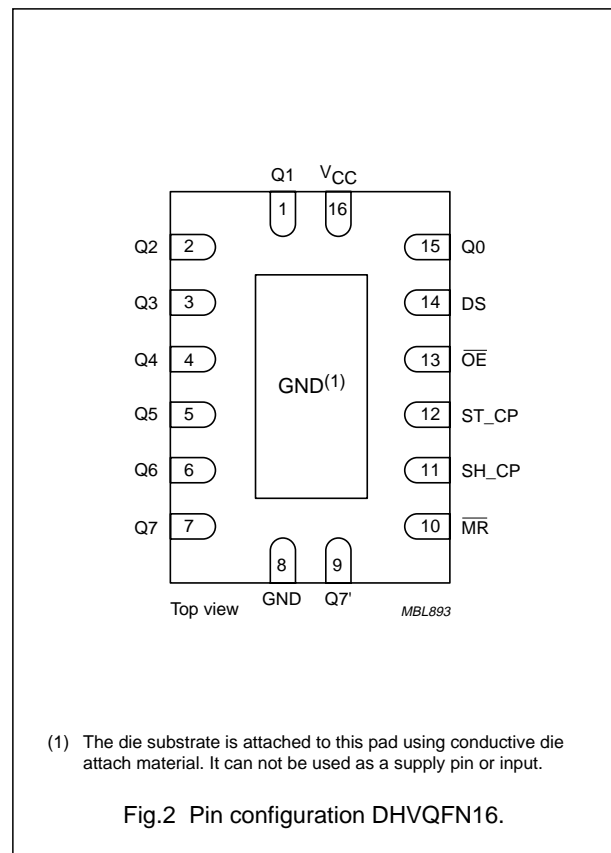 Q1 VCC
1 16
Q2 2 15 Q0
Q3 3 14 DS
Q4 4 13 O̅E̅
GND(1)
Q5 5 12 ST_CP
Q6 6 11 SH_CP
Q7 7 10 M̅R̅
8 9
Top view GND Q7' MBL893
(1) The die substrate is attached to this pad using conductive die
attach material. It can not be used as a supply pin or input.
Fig.2 Pin configuration DHVQFN16.